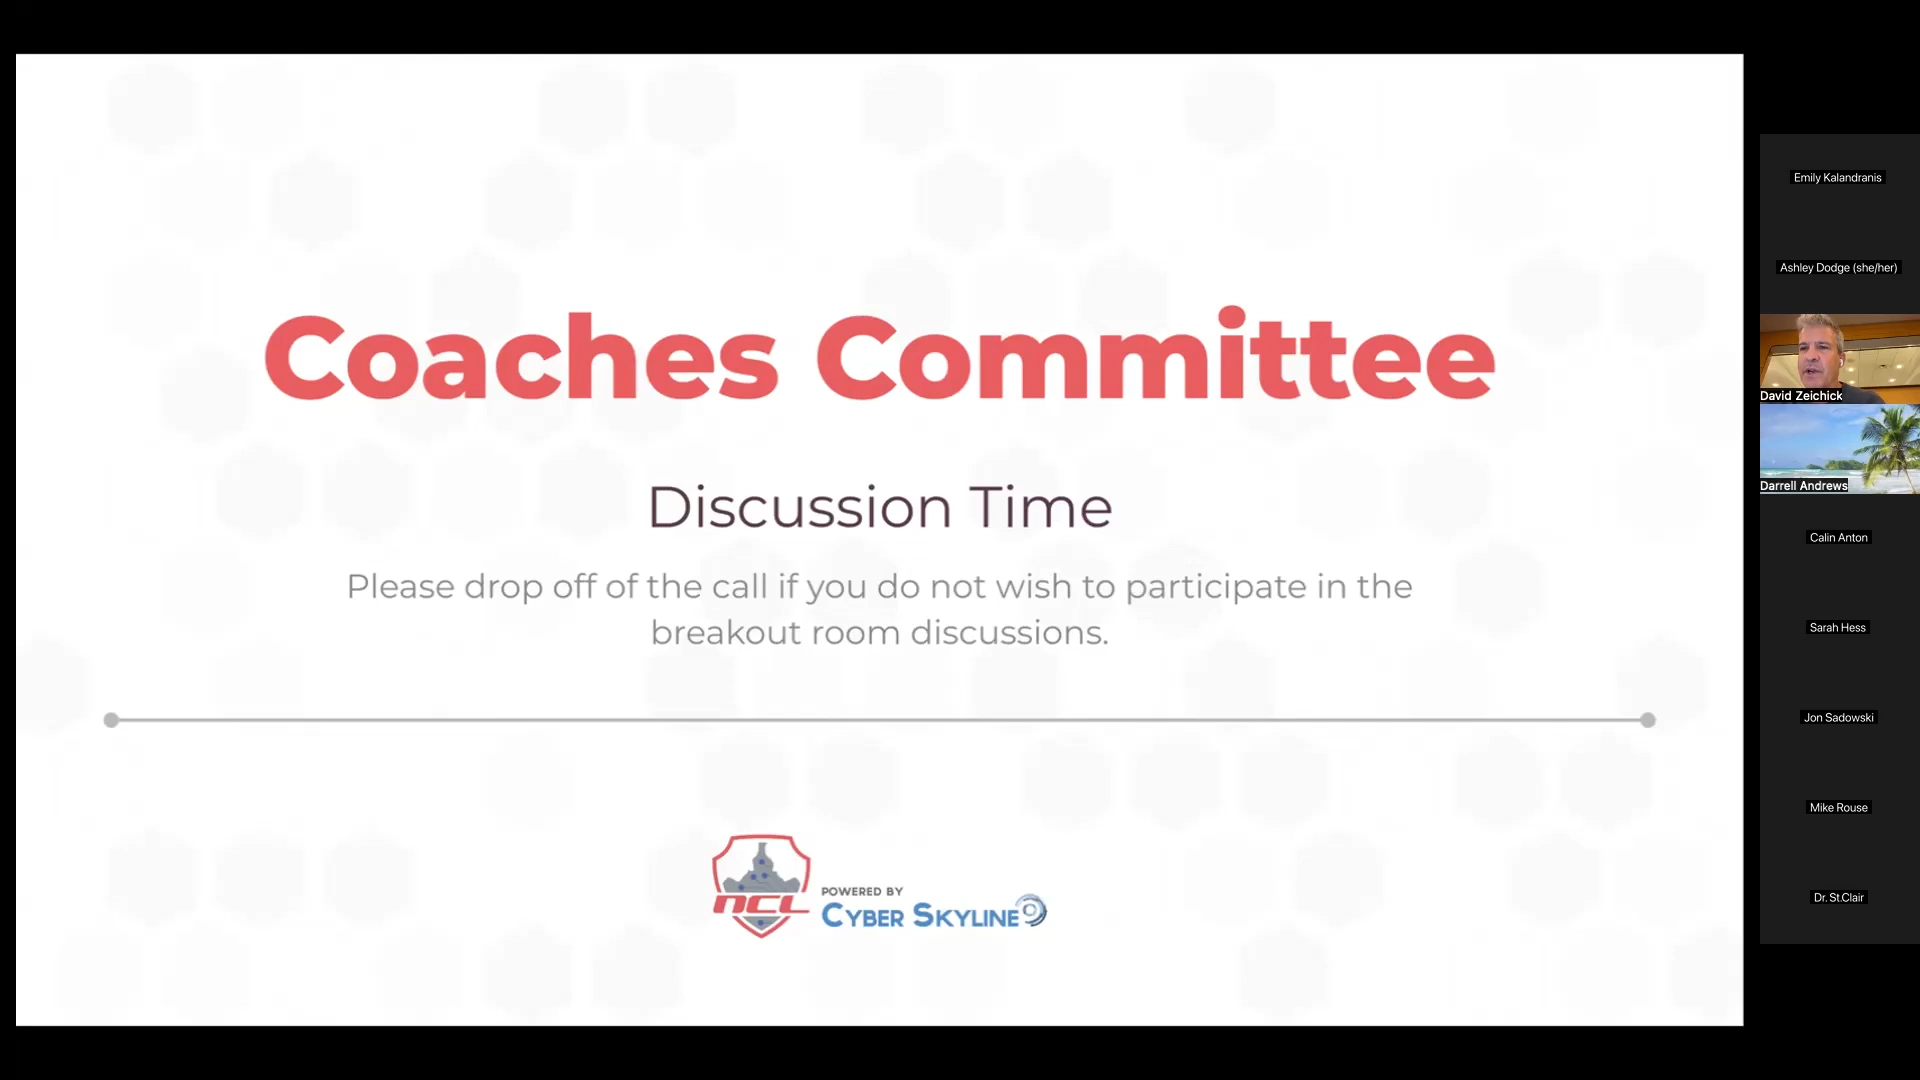 Coaches Committee
Discussion Time
Please drop off of the call if you do not wish to participate in the
breakout room discussions.
NCL
POWERED BY
CYBER SKYLINE
Emily Kalandranis
Ashley Dodge (she/her)
David Zeichick
Darrell Andrews
Calin Anton
Sarah Hess
Jon Sadowski
Mike Rouse
Dr. St.Clair